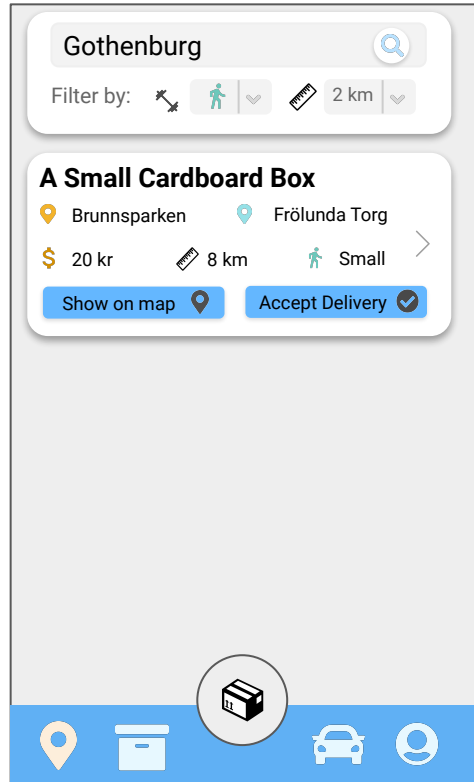 Gothenburg
Filter by: 2 km
A Small Cardboard Box
Brunnsparken Frölunda Torg
$ 20 kr 8 km Small
Show on map Accept Delivery